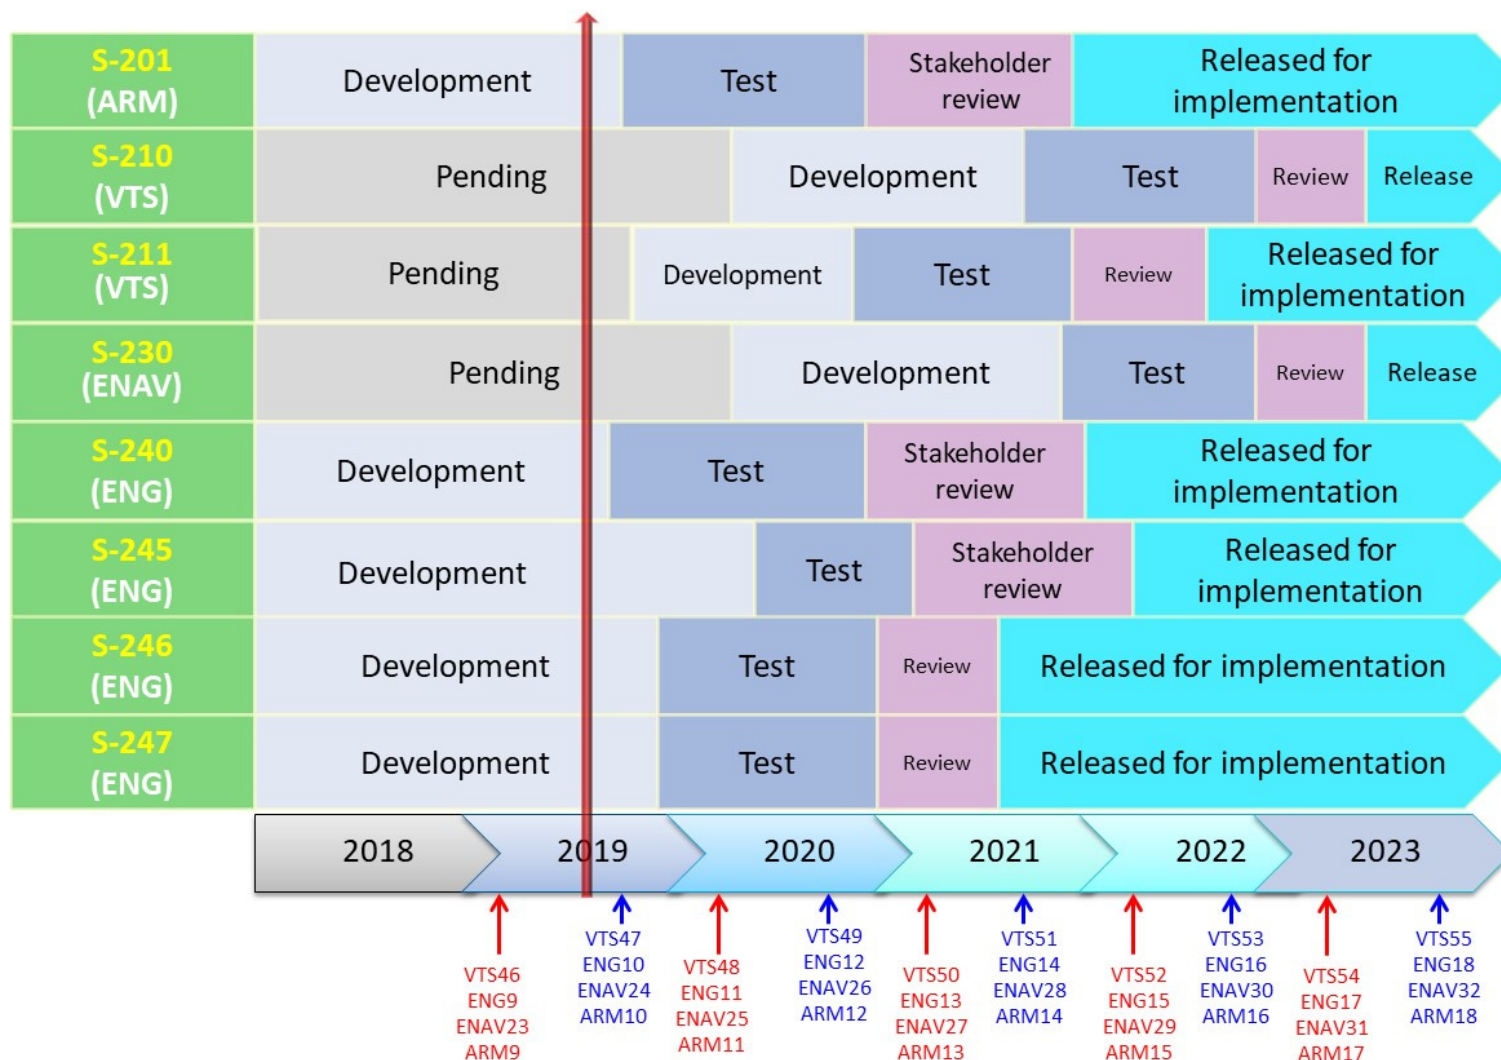 S-201
(ARM)
Development
Test
Stakeholder
review
Released for
implementation
S-210
(VTS)
Pending
Development
Test
Review
Release
S-211
(VTS)
Pending
Development
Test
Review
Released for
implementation
S-230
(ENAV)
Pending
Development
Test
Review
Release
S-240
(ENG)
Development
Test
Stakeholder
review
Released for
implementation
S-245
(ENG)
Development
Test
Stakeholder
review
Released for
implementation
S-246
(ENG)
Development
Test
Review
Released for implementation
S-247
(ENG)
Development
Test
Review
Released for implementation
2018
2019
2020
2021
2022
2023
VTS46
ENG9
ENAV23
ARM9
VTS47
ENG10
ENAV24
ARM10
VTS48
ENG11
ENAV25
ARM11
VTS49
ENG12
ENAV26
ARM12
VTS50
ENG13
ENAV27
ARM13
VTS51
ENG14
ENAV28
ARM14
VTS52
ENG15
ENAV29
ARM15
VTS53
ENG16
ENAV30
ARM16
VTS54
ENG17
ENAV31
ARM17
VTS55
ENG18
ENAV32
ARM18